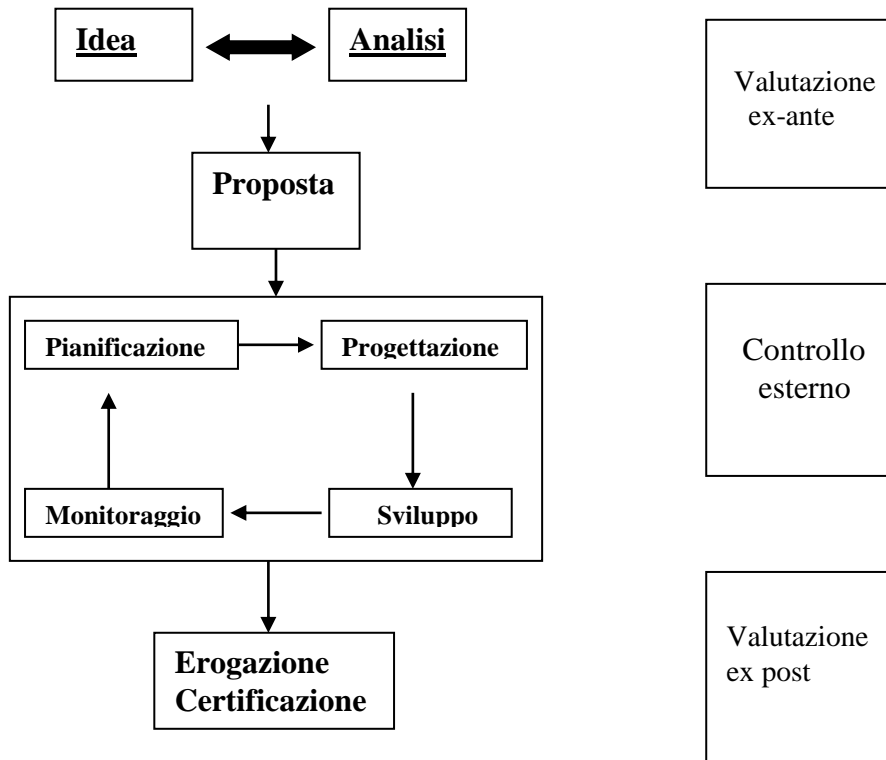 Idea
Analisi
Valutazione
ex-ante
Proposta
Pianificazione
Progettazione
Controllo
esterno
Monitoraggio
Sviluppo
Erogazione
Certificazione
Valutazione
ex post